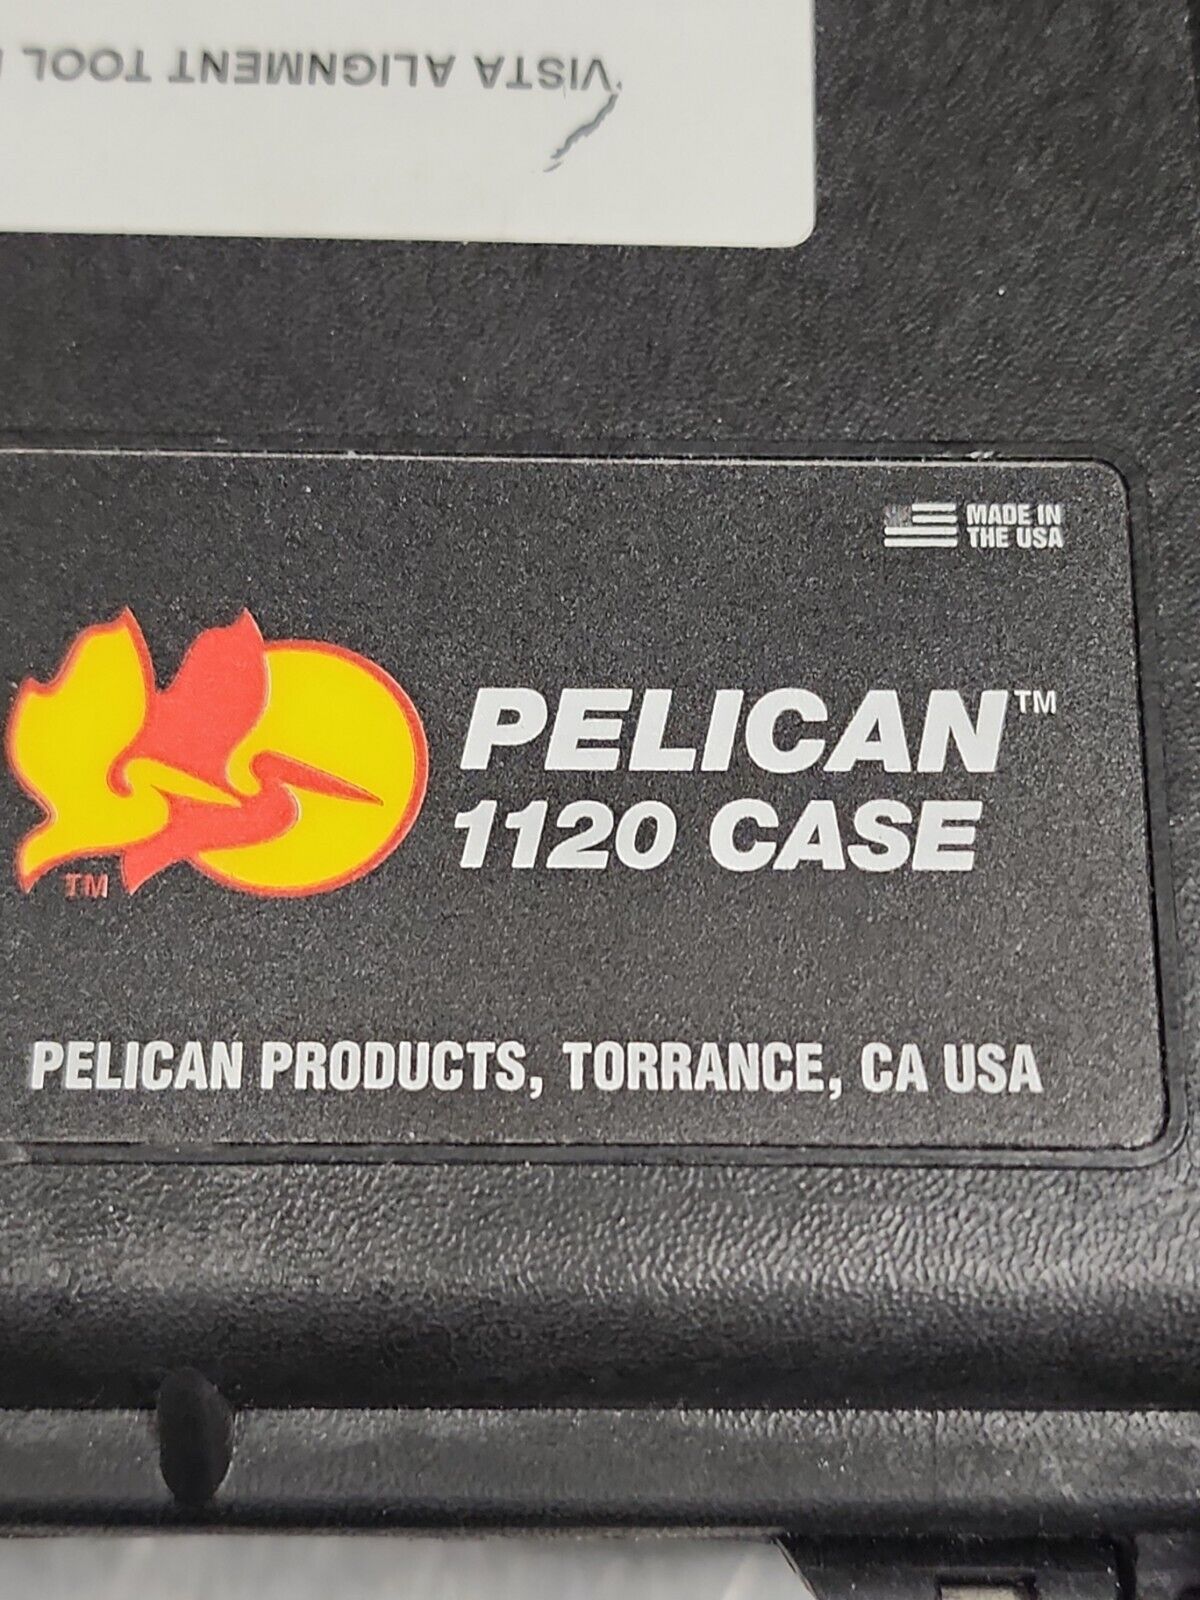 VISTA ALIGNMENT TOOL
MADE IN
THE USA
PELICAN™
1120 CASE
TM
PELICAN PRODUCTS, TORRANCE, CA USA